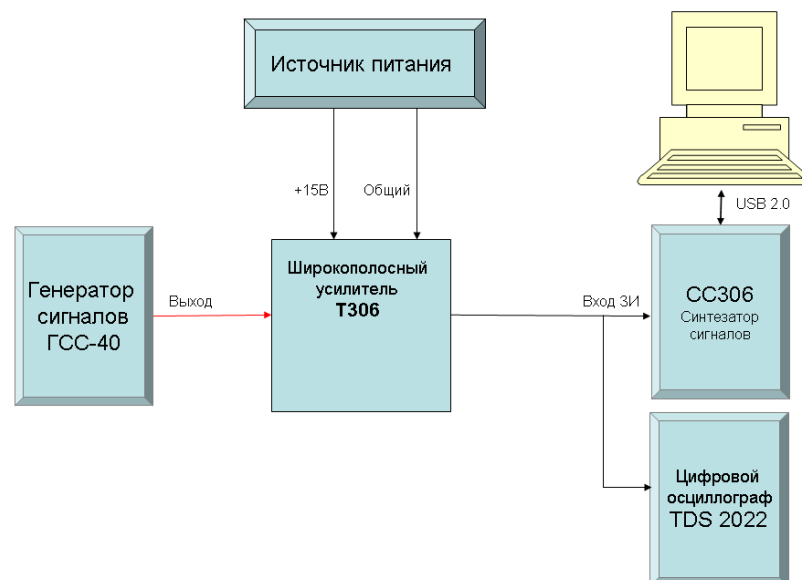 Источник питания
+15В
Общий
USB 2.0
Генератор
сигналов
ГСС-40
Выход
Широкополосный
усилитель
Т306
Вход ЗИ
СС306
Синтезатор
сигналов
Цифровой
осциллограф
TDS 2022